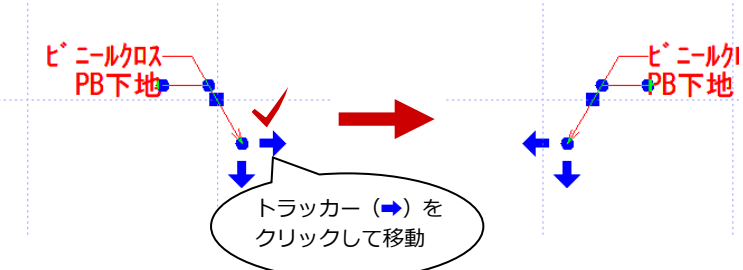 ビニールクロス
PB下地
ビニールク
PB下地
トラッカー（➡）を
クリックして移動